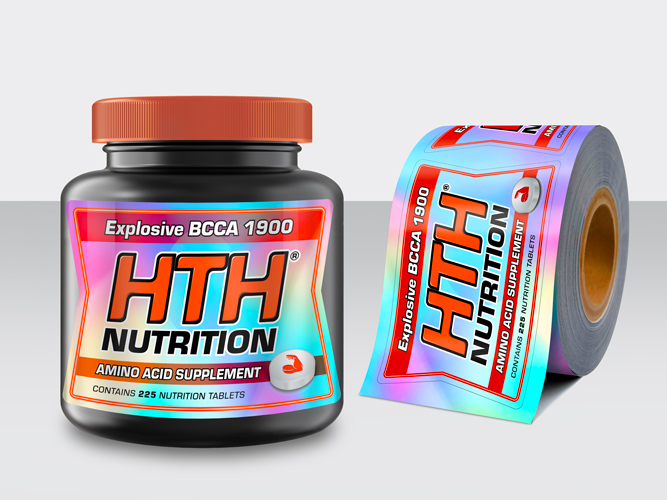 Explosive BCCA 1900
HTH®
NUTRITION
AMINO ACID SUPPLEMENT
CONTAINS 225 NUTRITION TABLETS
Explosive BCCA 1900
HTH®
NUTRITION
AMINO ACID SUPPLEMENT
CONTAINS 225 NUTRITION TABLETS